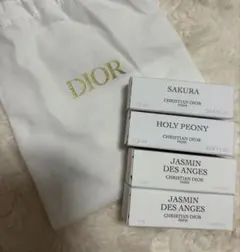 DIOR
SAKURA
CHRISTIAN DIOR
PARIS
HOLY PEONY
CHRISTIAN DIOR
PARIS
JASMIN
DES ANGES
CHRISTIAN DIOR
PARIS
JASMIN
DES ANGES
CHRISTIAN DIOR
PARIS